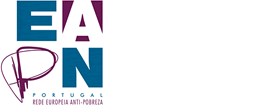 EA
PN
PORTUGAL
REDE EUROPEIA ANTI-POBREZA